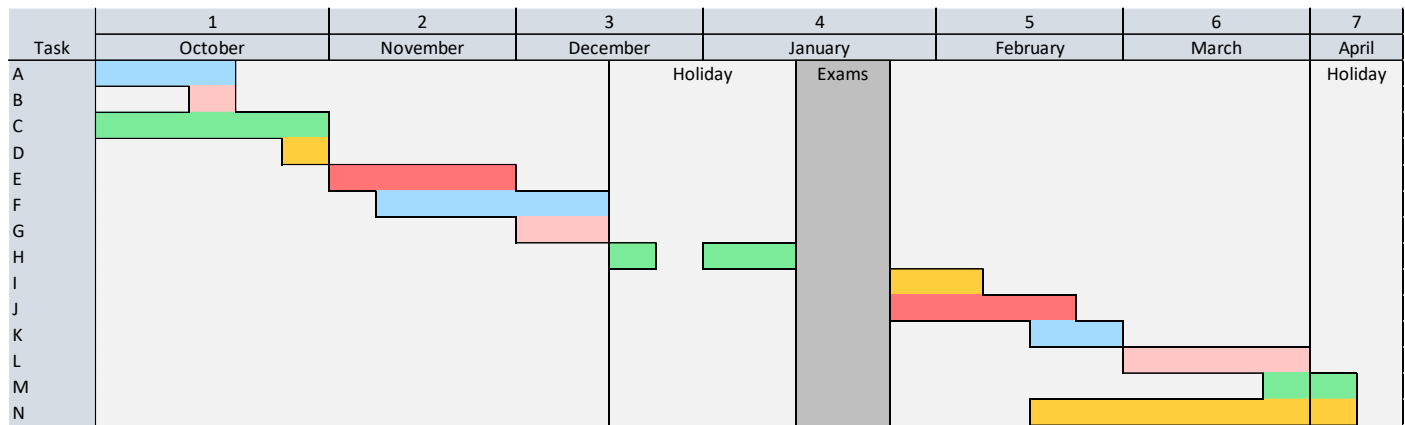 1 2 3 4 5 6 7
Task October November December January February March April
A Holiday Exams Holiday
B
C
D
E
F
G
H
I
J
K
L
M
N